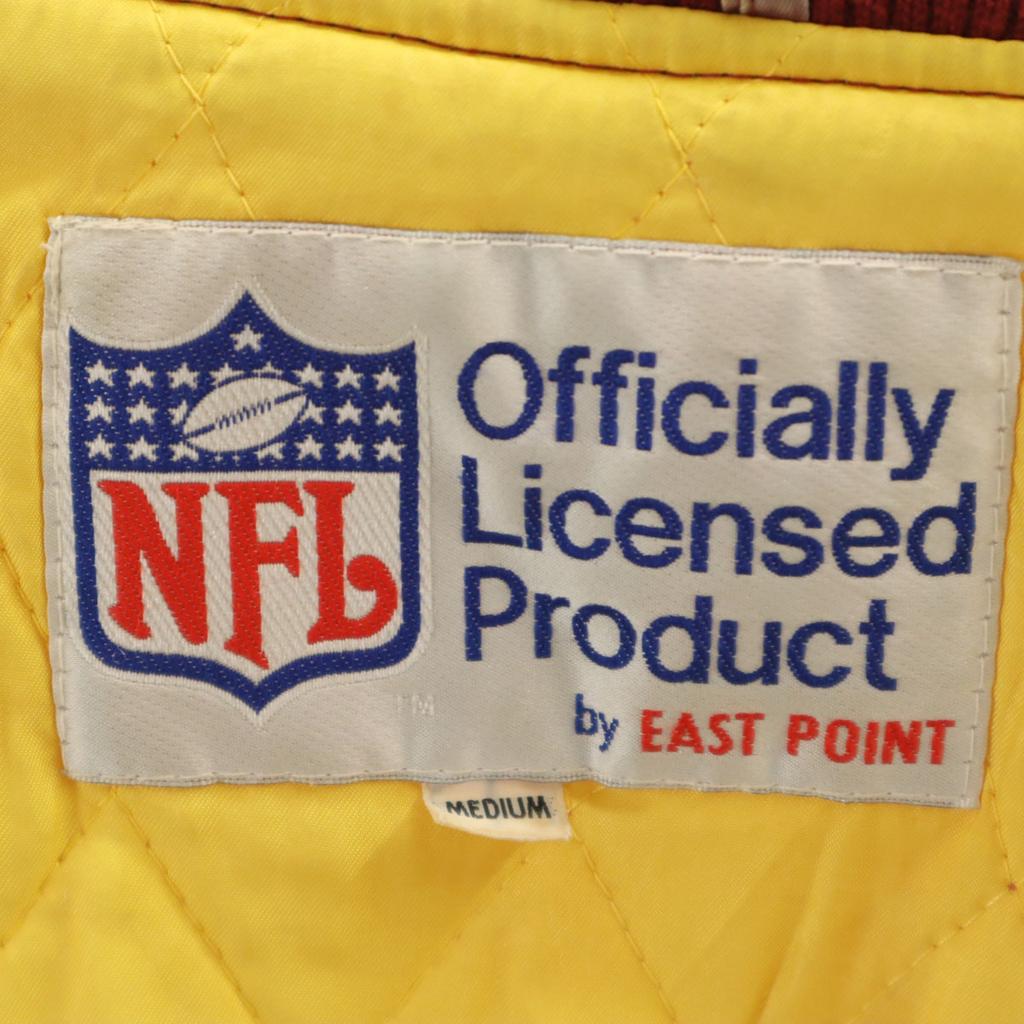 NFL
Officially
Licensed
Product
by EAST POINT
TM
MEDIUM